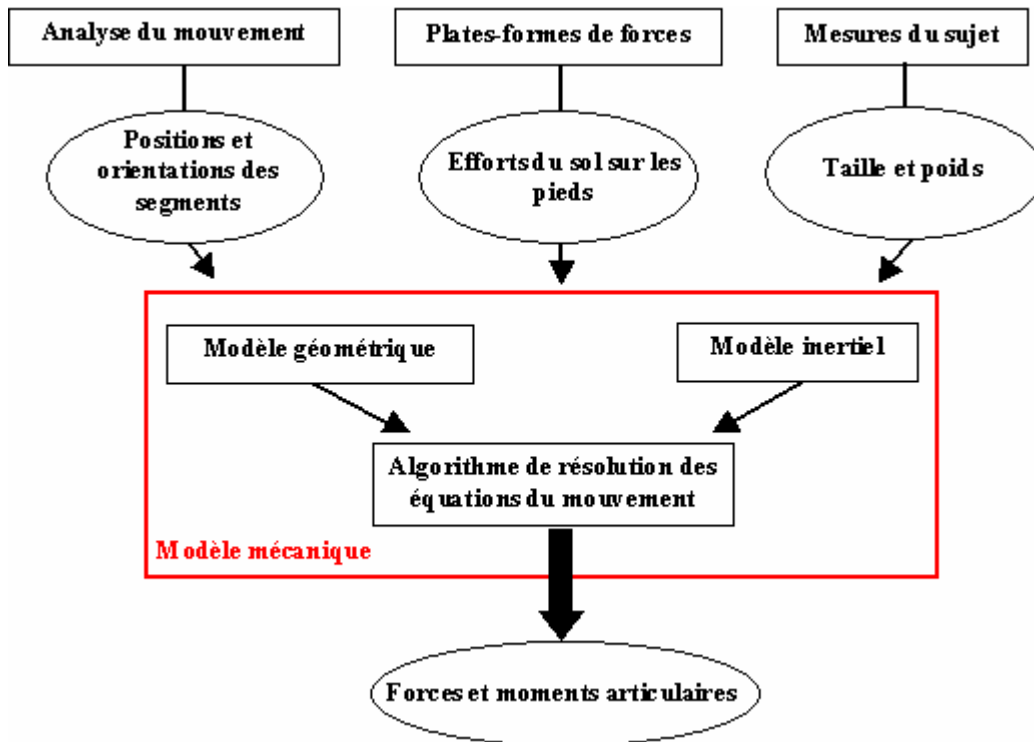 Analyse du mouvement
Plates-formes de forces
Mesures du sujet
Positions et
orientations des
segments
Efforts du sol sur les
pieds
Taille et poids
Modèle géométrique
Modèle inertiel
Algorithme de résolution des
équations du mouvement
Modèle mécanique
Forces et moments articulaires